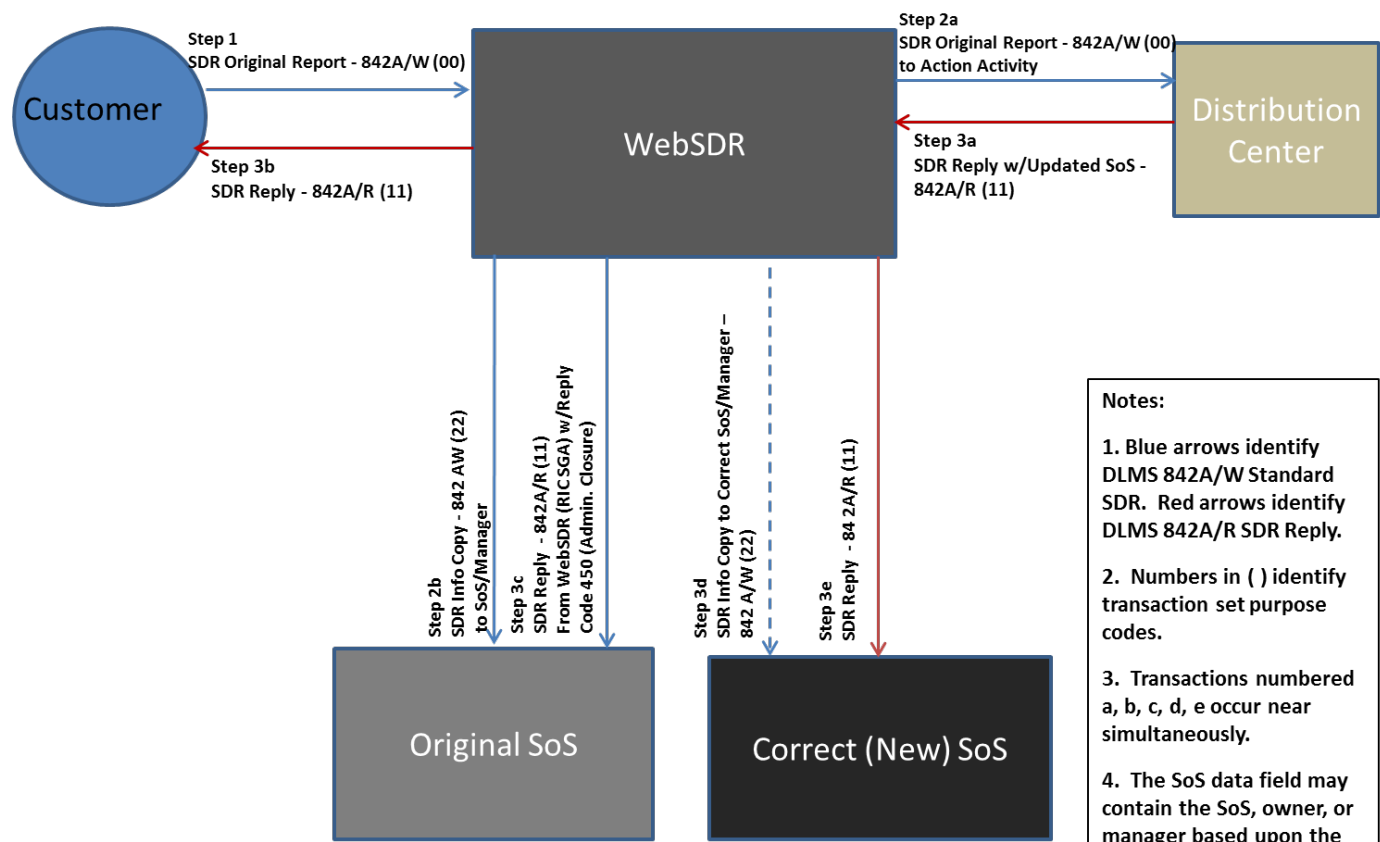 Step 1
SDR Original Report - 842A/W (00)
Customer
Step 3b
SDR Reply - 842A/R (11)
WebSDR
Step 2a
SDR Original Report - 842A/W (00)
to Action Activity
Step 3a
SDR Reply w/Updated SoS -
842A/R (11)
Distribution
Center
Step 2b
SDR Info Copy - 842 AW (22)
to SoS/Manager
Step 3c
SDR Reply - 842A/R (11)
From WebSDR (RIC SGA) w/Reply
Code 450 (Admin. Closure)
Step 3d
SDR Info Copy to Correct SoS/Manager –
842 A/W (22)
Step 3e
SDR Reply - 84 2A/R (11)
Original SoS
Correct (New) SoS
Notes:
1. Blue arrows identify
DLMS 842A/W Standard
SDR. Red arrows identify
DLMS 842A/R SDR Reply.
2. Numbers in ( ) identify
transaction set purpose
codes.
3. Transactions numbered
a, b, c, d, e occur near
simultaneously.
4. The SoS data field may
contain the SoS, owner, or
manager based upon the